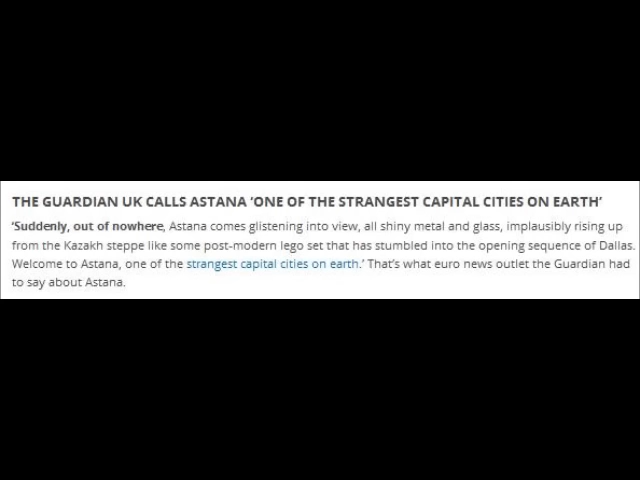 THE GUARDIAN UK CALLS ASTANA ‘ONE OF THE STRANGEST CAPITAL CITIES ON EARTH’
‘Suddenly, out of nowhere, Astana comes glistening into view, all shiny metal and glass, implausibly rising up
from the Kazakh steppe like some post-modern lego set that has stumbled into the opening sequence of Dallas.
Welcome to Astana, one of the strangest capital cities on earth.’ That’s what euro news outlet the Guardian had
to say about Astana.